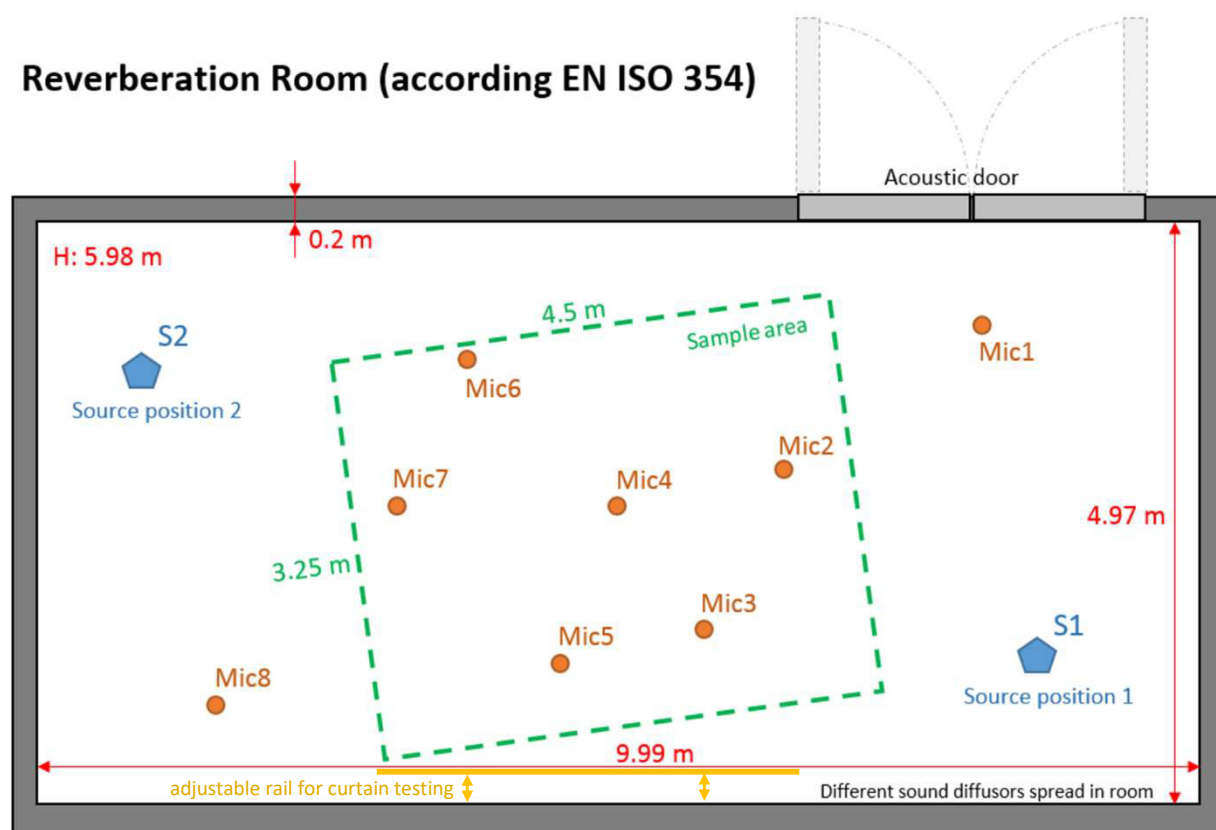 Reverberation Room (according EN ISO 354)
Acoustic door
0.2 m
H: 5.98 m
4.5 m
Sample area
S2
Source position 2
Mic1
Mic6
Mic2
Mic7
Mic4
4.97 m
3.25 m
Mic3
Mic5
S1
Source position 1
Mic8
9.99 m
adjustable rail for curtain testing
Different sound diffusors spread in room